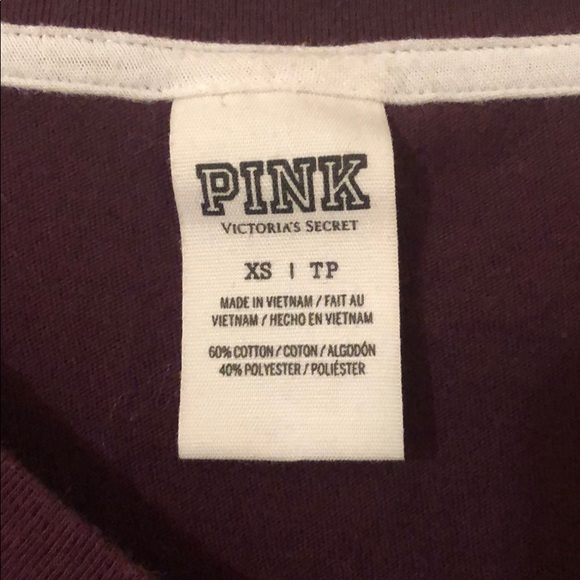 PINK
VICTORIA'S SECRET
XS | TP
MADE IN VIETNAM / FAIT AU
VIETNAM / HECHO EN VIETNAM
60% COTTON / COTON / ALGODÓN
40% POLYESTER / POLIÉSTER